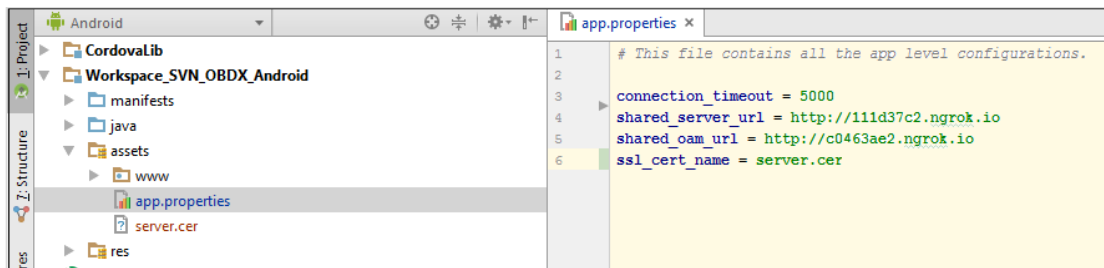 Android
app.properties ×
1: Project
7: Structure
res
CordovaLib
Workspace_SVN_OBDX_Android
manifests
java
assets
www
app.properties
server.cer
res
1 # This file contains all the app level configurations.
2
3 connection_timeout = 5000
4 shared_server_url = http://111d37c2.ngrok.io
5 shared_oam_url = http://c0463ae2.ngrok.io
6 ssl_cert_name = server.cer